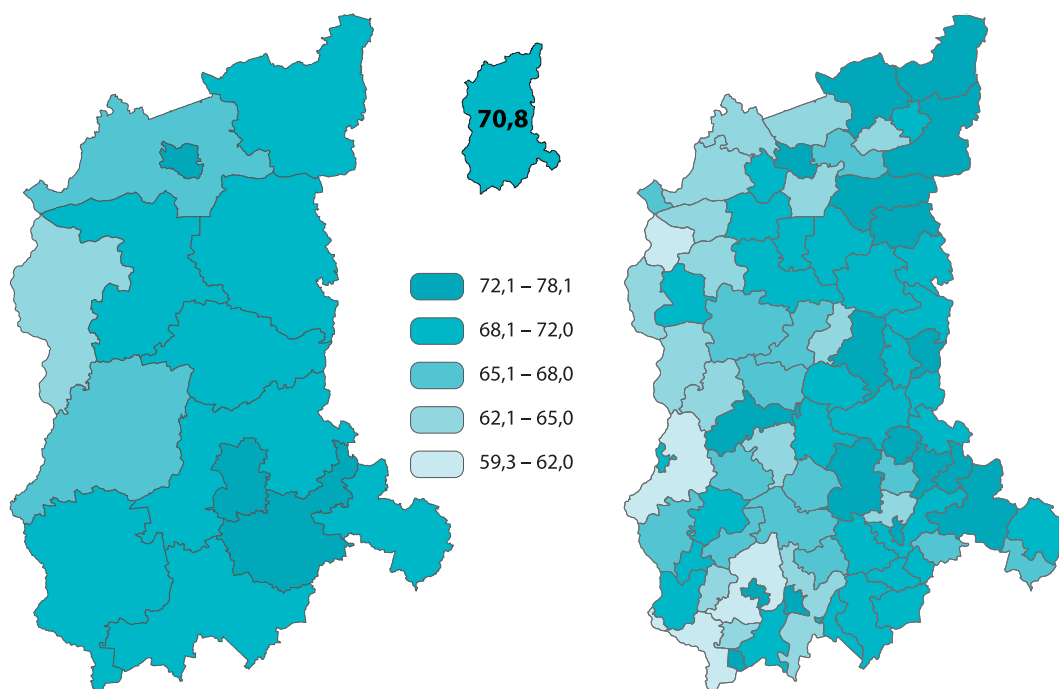 70,8
72,1 – 78,1
68,1 – 72,0
65,1 – 68,0
62,1 – 65,0
59,3 – 62,0